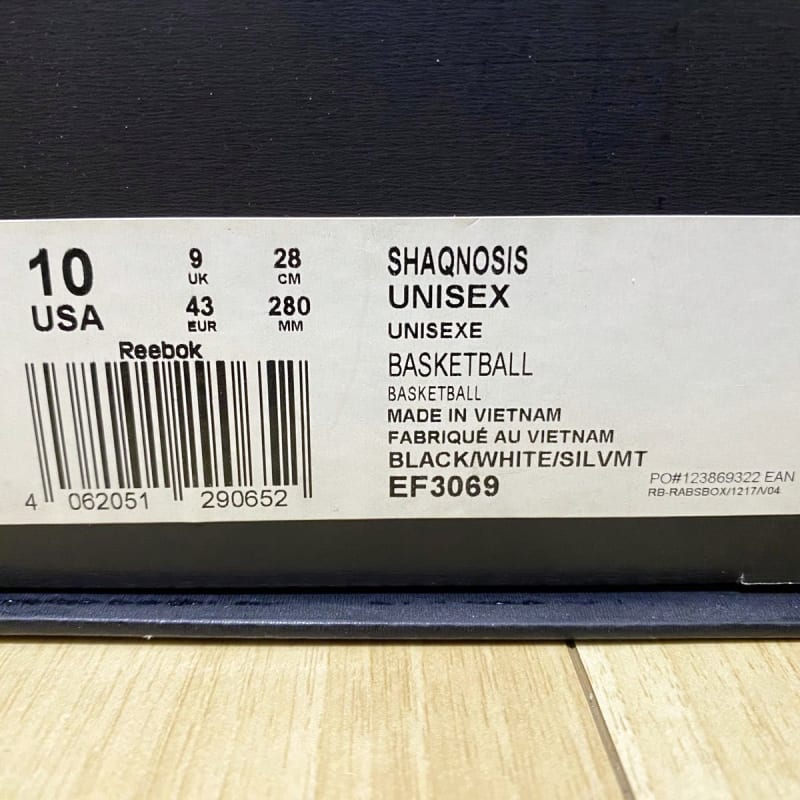 10
USA
9
UK
28
CM
43
EUR
280
MM
Reebok
4 062051 290652
SHAQNOSIS
UNISEX
UNISEXE
BASKETBALL
BASKETBALL
MADE IN VIETNAM
FABRIQUÉ AU VIETNAM
BLACK/WHITE/SILVMT
EF3069
PO#123869322 EAN
RB-RABSBOX/1217/V04